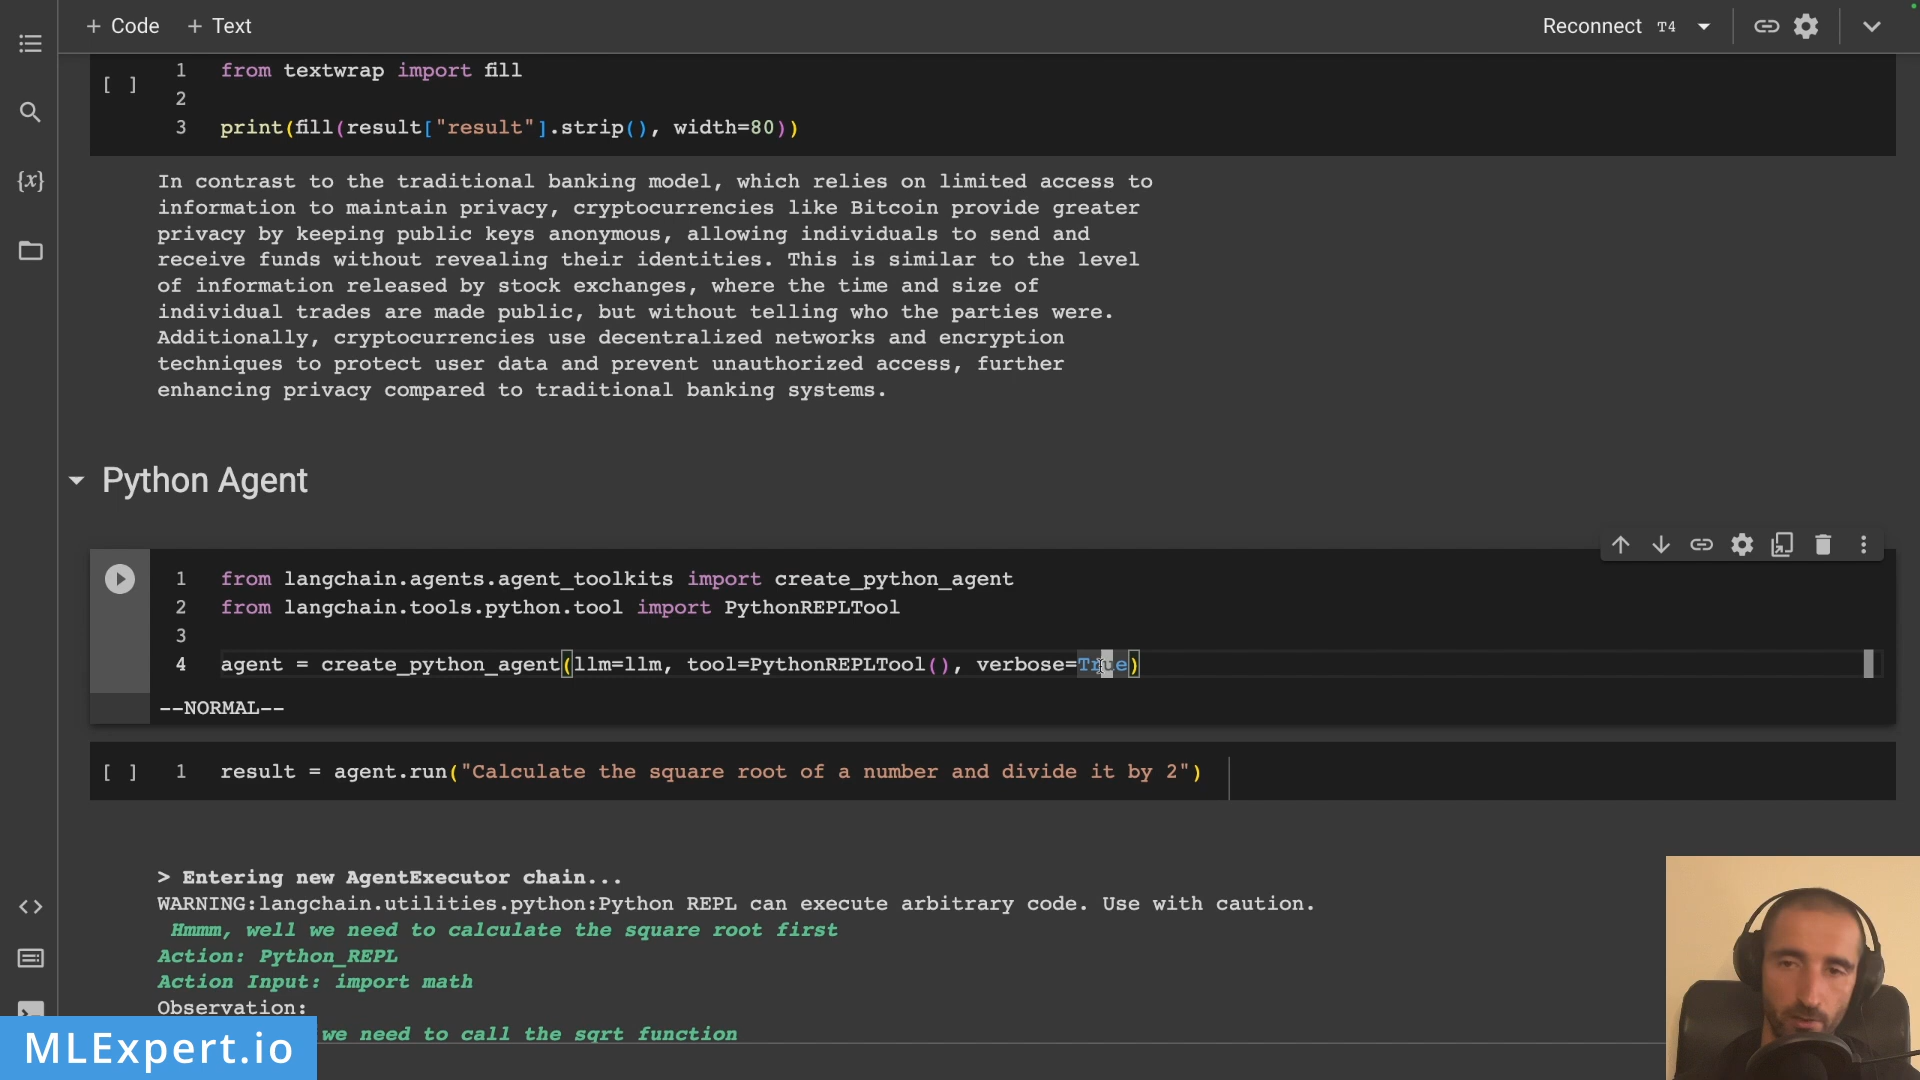 + Code + Text
Reconnect T4
[ ] 1 from textwrap import fill
2
3 print(fill(result["result"].strip(), width=80))
In contrast to the traditional banking model, which relies on limited access to
information to maintain privacy, cryptocurrencies like Bitcoin provide greater
privacy by keeping public keys anonymous, allowing individuals to send and
receive funds without revealing their identities. This is similar to the level
of information released by stock exchanges, where the time and size of
individual trades are made public, but without telling who the parties were.
Additionally, cryptocurrencies use decentralized networks and encryption
techniques to protect user data and prevent unauthorized access, further
enhancing privacy compared to traditional banking systems.
Python Agent
1 from langchain.agents.agent_toolkits import create_python_agent
2 from langchain.tools.python.tool import PythonREPLTool
3
4 agent = create_python_agent(llm=llm, tool=PythonREPLTool(), verbose=True)
--NORMAL--
[ ] 1 result = agent.run("Calculate the square root of a number and divide it by 2")
> Entering new AgentExecutor chain...
WARNING:langchain.utilities.python:Python REPL can execute arbitrary code. Use with caution.
Hmmm, well we need to calculate the square root first
Action: Python_REPL
Action Input: import math
Observation:
we need to call the sqrt function
MLExpert.io